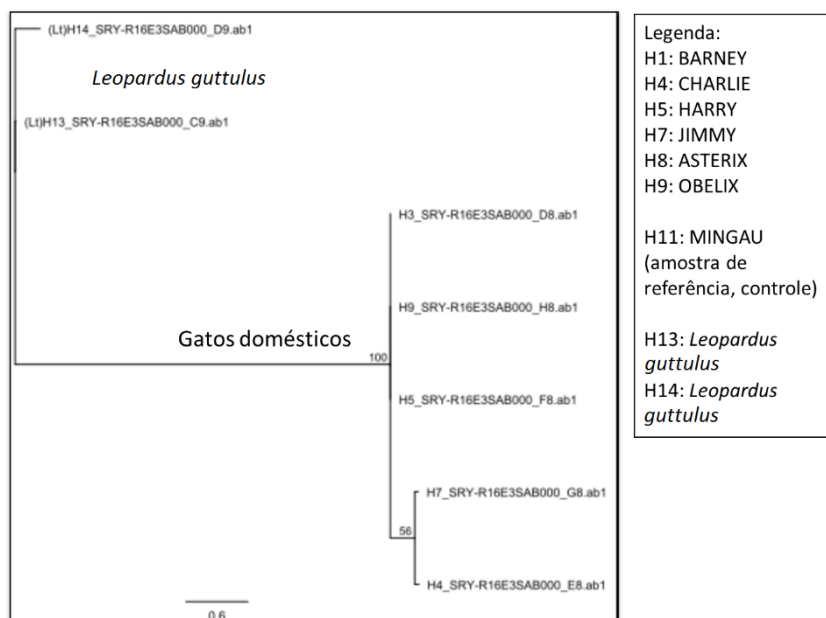 (Lt)H14_SRY-R16E3SAB000_D9.ab1
Leopardus guttulus
(Lt)H13_SRY-R16E3SAB000_C9.ab1
H3_SRY-R16E3SAB000_D8.ab1
H9_SRY-R16E3SAB000_H8.ab1
Gatos domésticos
100
H5_SRY-R16E3SAB000_F8.ab1
H7_SRY-R16E3SAB000_G8.ab1
56
H4_SRY-R16E3SAB000_E8.ab1
0.6
Legenda:
H1: BARNEY
H4: CHARLIE
H5: HARRY
H7: JIMMY
H8: ASTERIX
H9: OBELIX
H11: MINGAU
(amostra de
referência, controle)
H13: Leopardus
guttulus
H14: Leopardus
guttulus